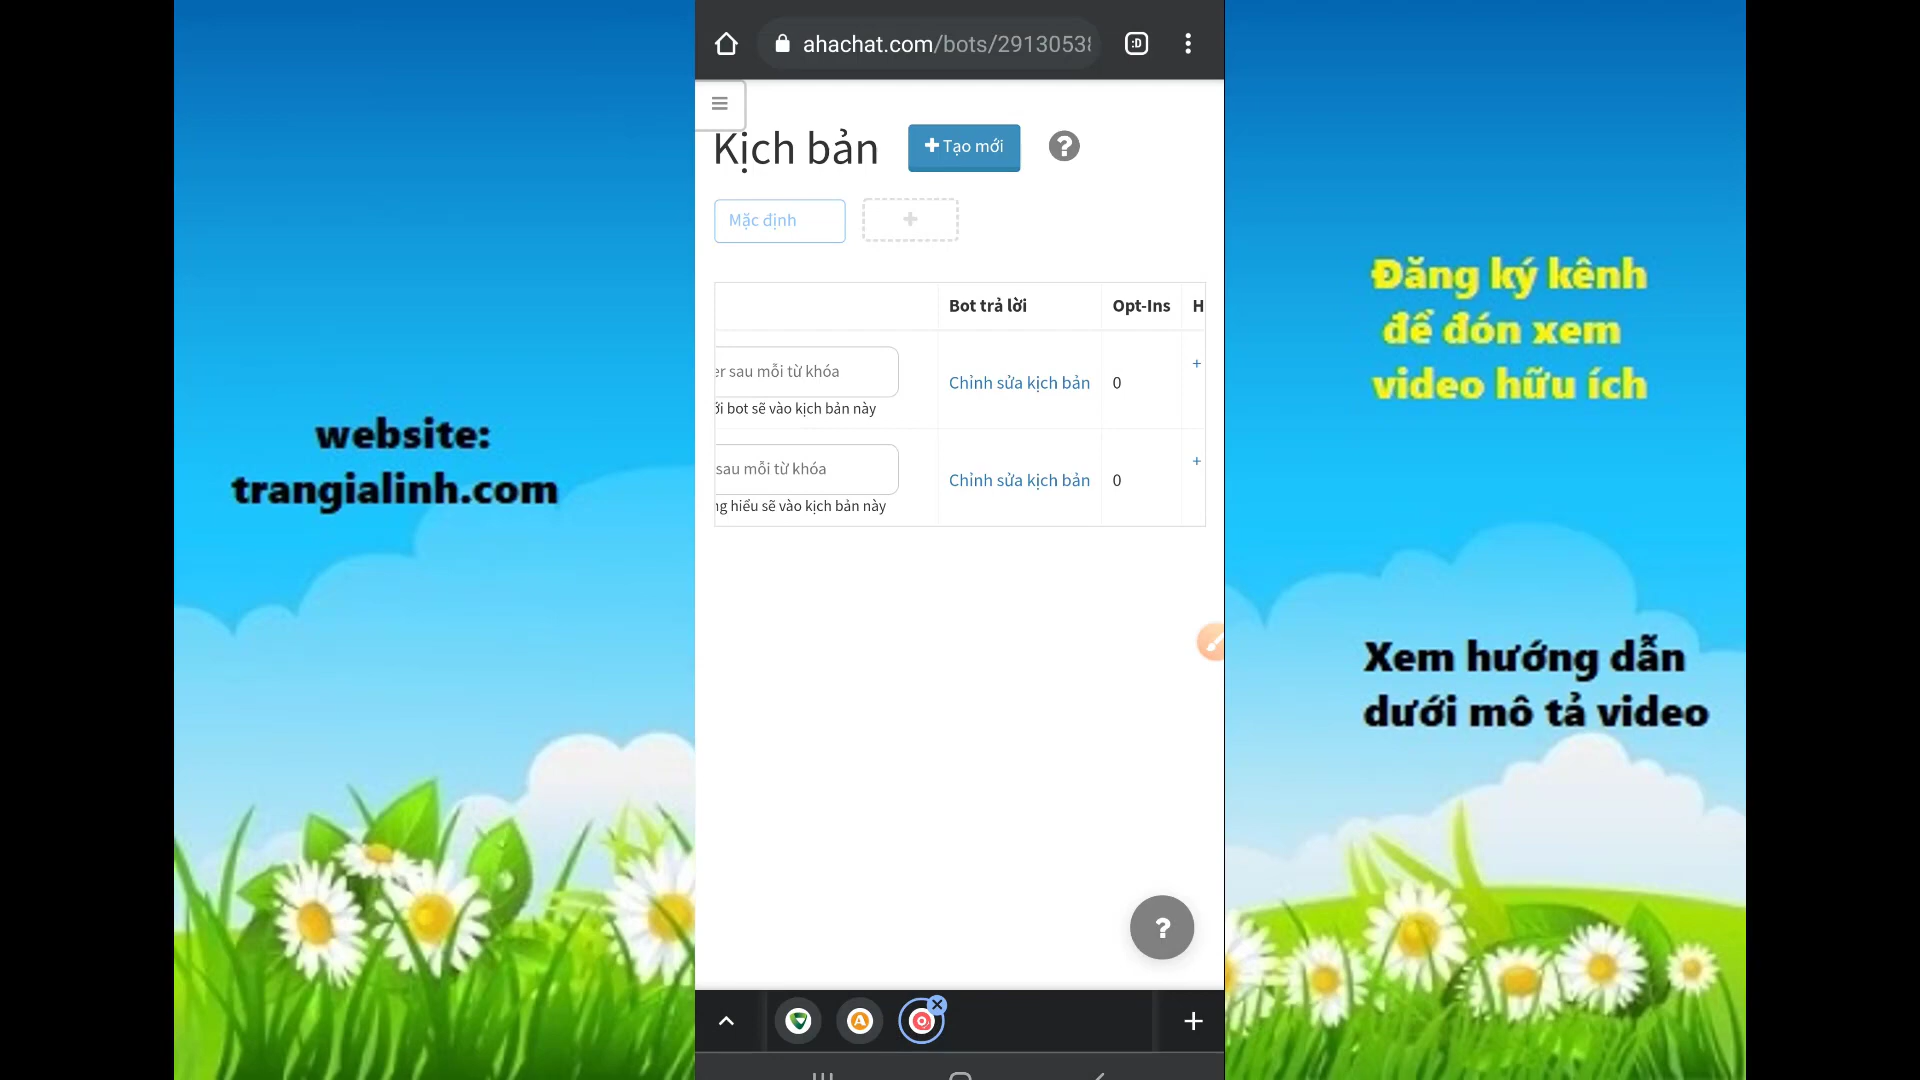 ahachat.com/bots/2913053
Kịch bản
+ Tạo mới
?
Mặc định
+
Bot trả lời
Opt-Ins
H
sau mỗi từ khóa
Chỉnh sửa kịch bản
0
+
bot sẽ vào kịch bản này
sau mỗi từ khóa
Chỉnh sửa kịch bản
0
+
hiểu sẽ vào kịch bản này
?
website:
trangialinh.com
Đăng ký kênh
để đón xem
video hữu ích
Xem hướng dẫn
dưới mô tả video